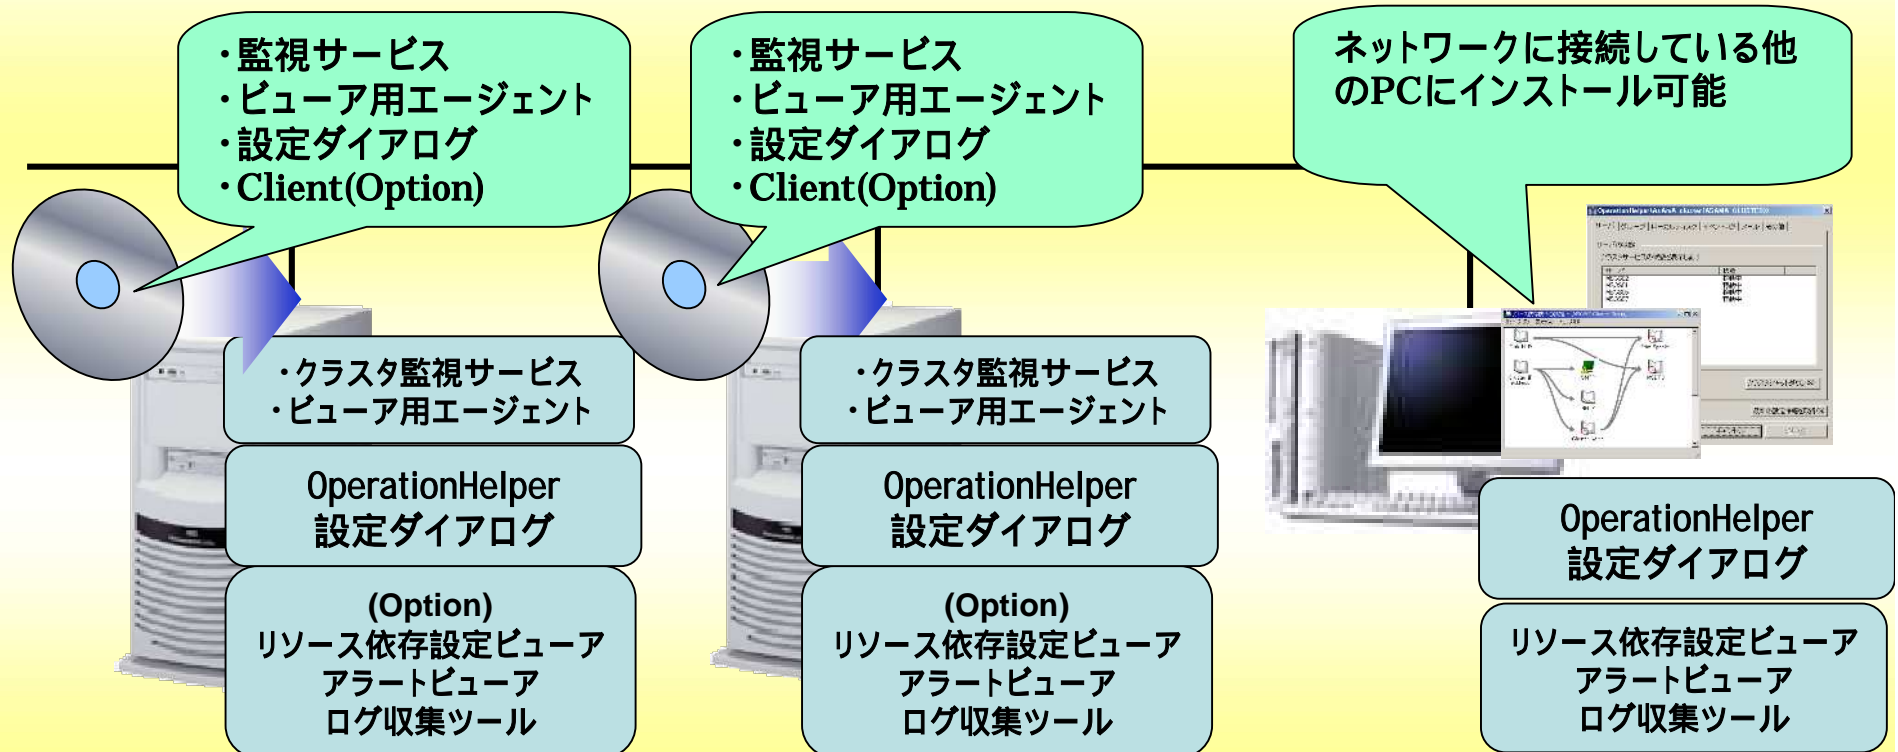 ・監視サービス
・ビューア用エージェント
・設定ダイアログ
・Client(Option)
・監視サービス
・ビューア用エージェント
・設定ダイアログ
・Client(Option)
ネットワークに接続している他
のPCにインストール可能
・クラスタ監視サービス
・ビューア用エージェント
OperationHelper
設定ダイアログ
(Option)
リソース依存設定ビューア
アラートビューア
ログ収集ツール
・クラスタ監視サービス
・ビューア用エージェント
OperationHelper
設定ダイアログ
(Option)
リソース依存設定ビューア
アラートビューア
ログ収集ツール
OperationHelper
設定ダイアログ
リソース依存設定ビューア
アラートビューア
ログ収集ツール